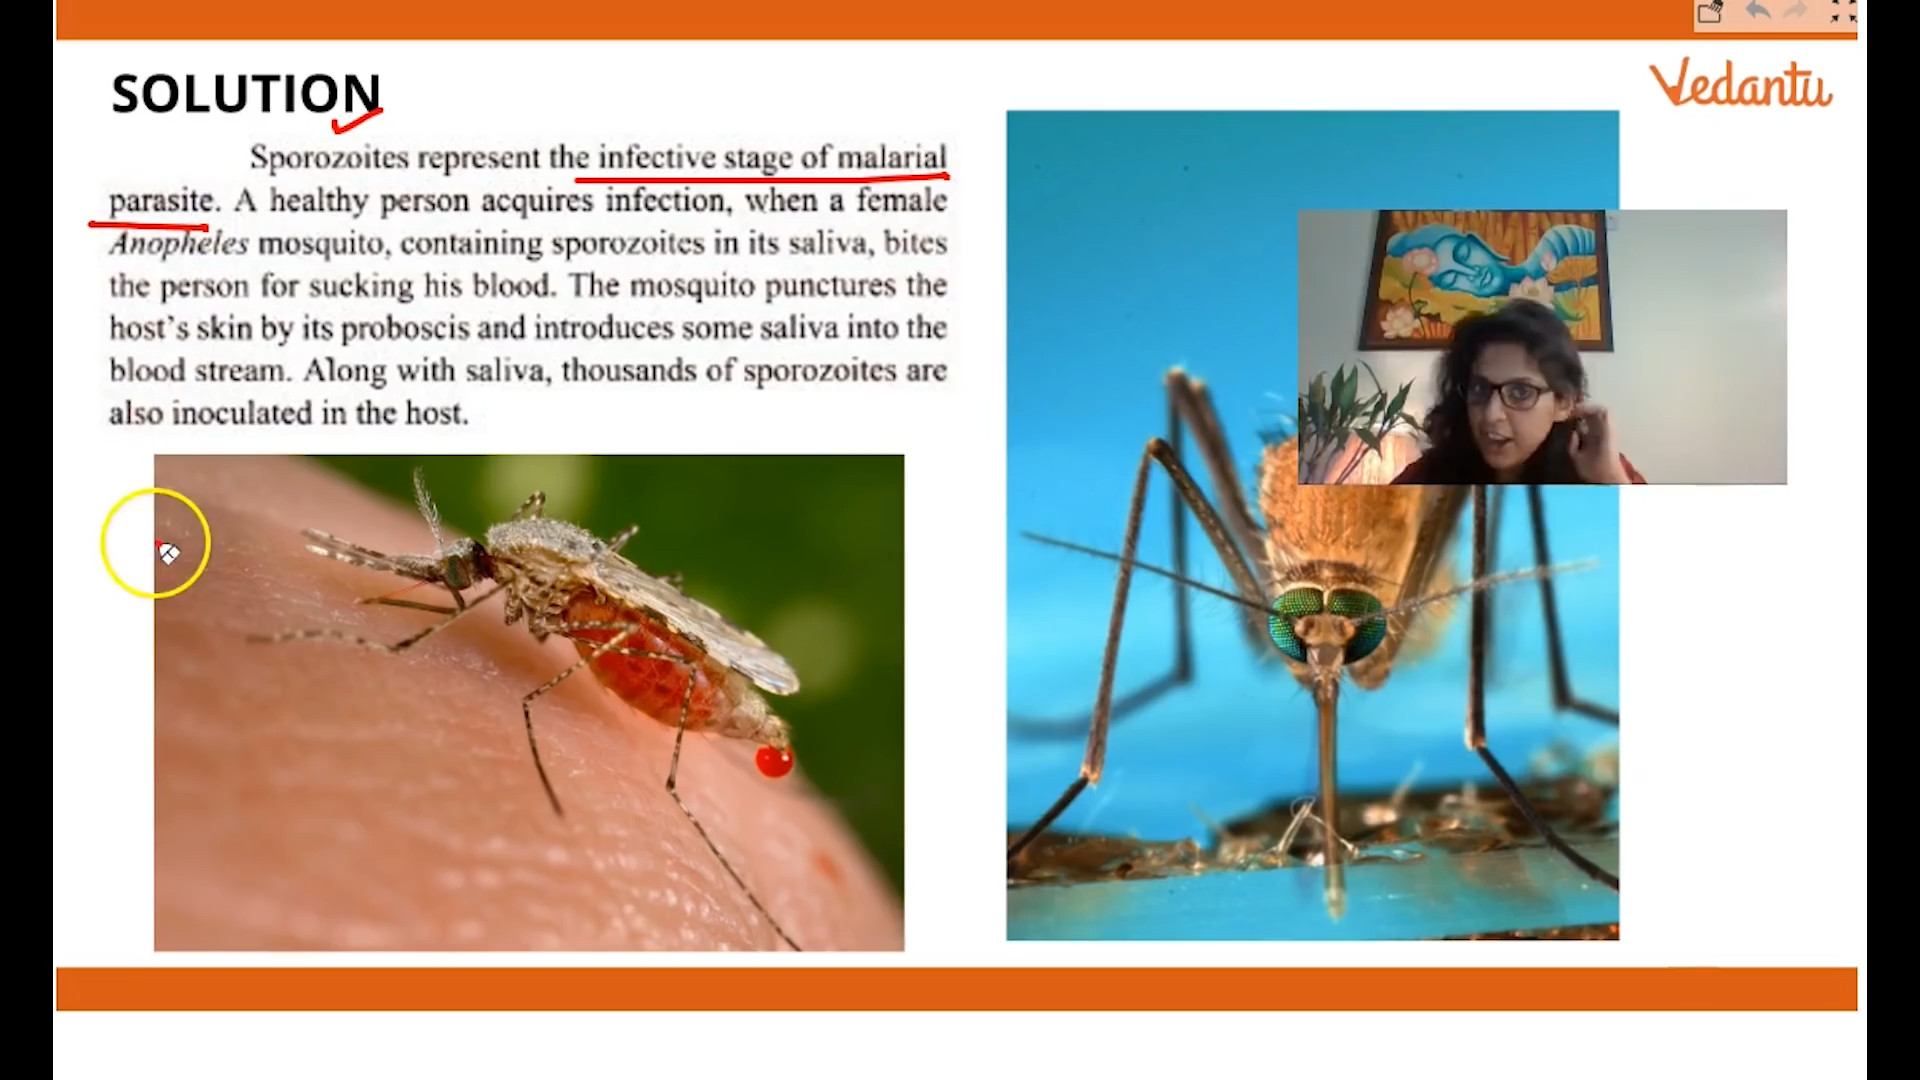 SOLUTION
Vedantu
Sporozoites represent the infective stage of malarial
parasite. A healthy person acquires infection, when a female
Anopheles mosquito, containing sporozoites in its saliva, bites
the person for sucking his blood. The mosquito punctures the
host's skin by its proboscis and introduces some saliva into the
blood stream. Along with saliva, thousands of sporozoites are
also inoculated in the host.